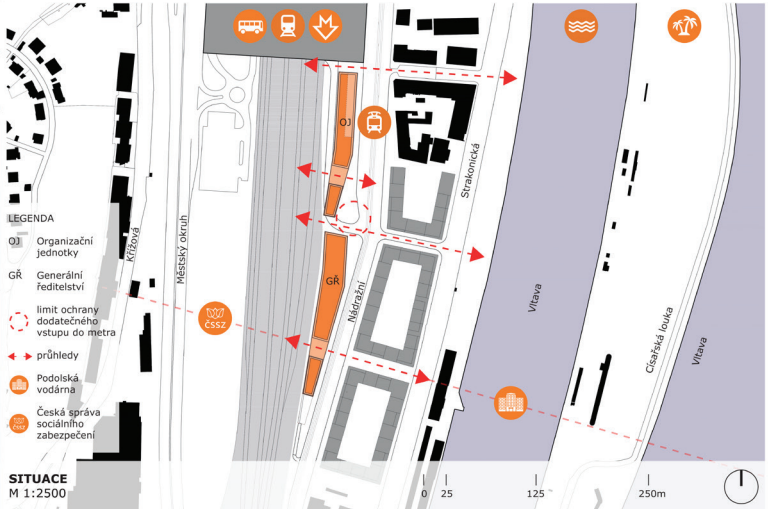 OJ
Strakonická
Křížová
Městský okruh
GŘ
Nádražní
Vltava
Císařská louka
Vltava
ČSSZ
LEGENDA
OJ Organizační
jednotky
GŘ Generální
ředitelství
limit ochrany
dodatečného
vstupu do metra
průhledy
Podolská
vodárna
ČSSZ
Česká správa
sociálního
zabezpečení
SITUACE
M 1:2500
0 25 125 250m